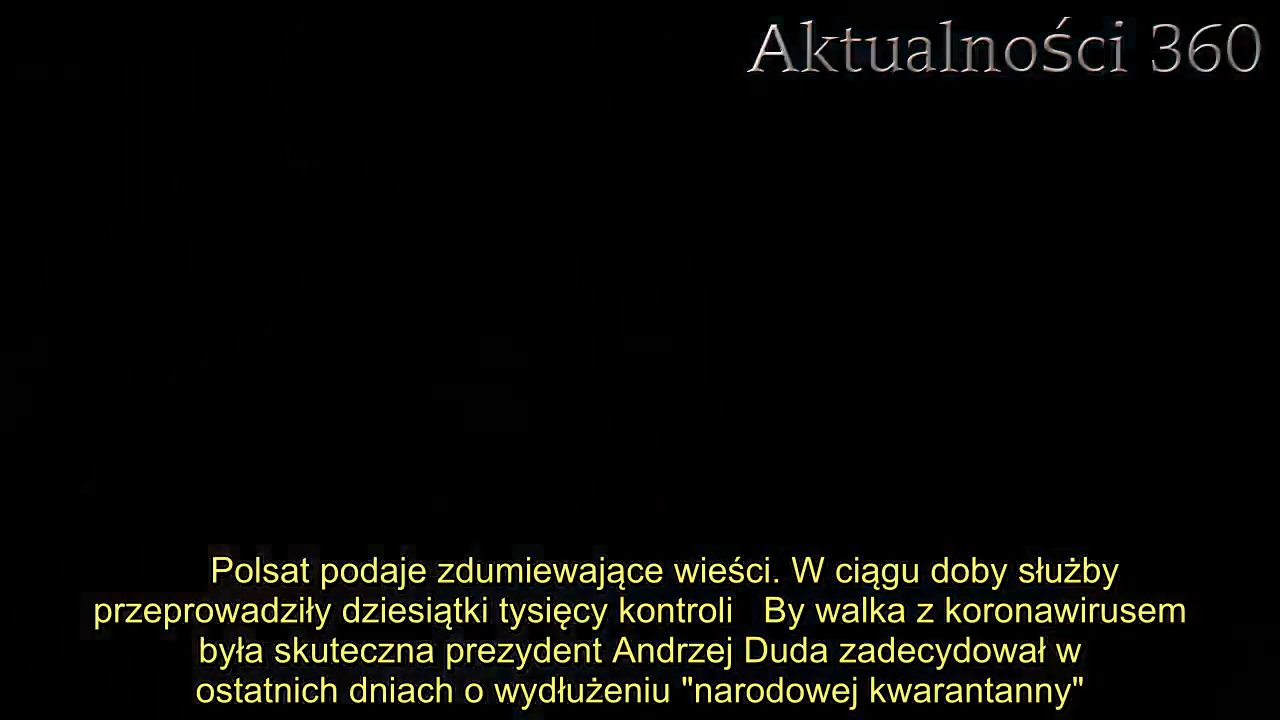 Aktualności 360
Polsat podaje zdumiewające wieści. W ciągu doby służby
przeprowadziły dziesiątki tysięcy kontroli   By walka z koronawirusem
była skuteczna prezydent Andrzej Duda zadecydował w
ostatnich dniach o wydłużeniu "narodowej kwarantanny"